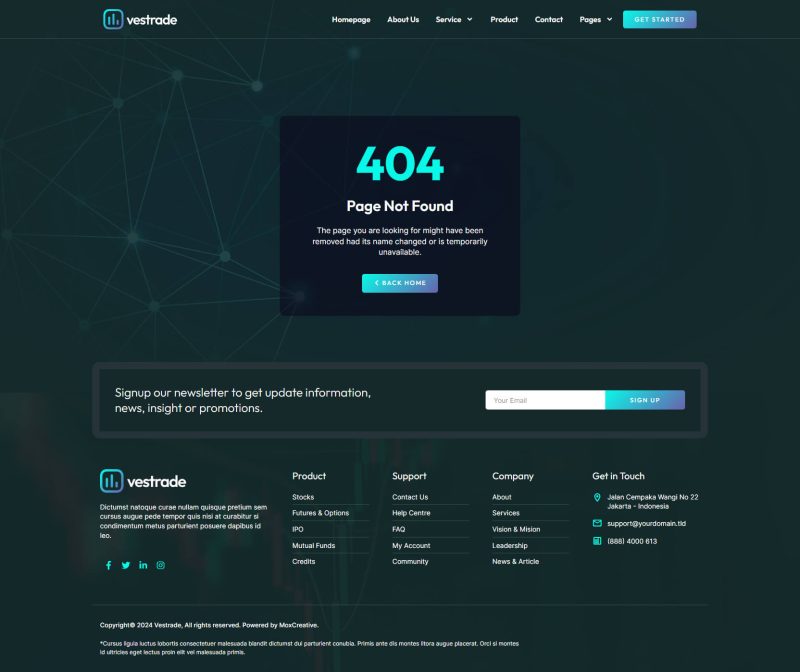 vestrade
Homepage About Us Service Product Contact Pages GET STARTED
404
Page Not Found
The page you are looking for might have been
removed had its name changed or is temporarily
unavailable.
BACK HOME
Signup our newsletter to get update information,
news, insight or promotions.
Your Email
SIGN UP
vestrade
Dictumst natoque curae nullam quisque pretium sem
cursus augue pede tempor quis nisl at curabitur si
condimentum metus parturient posuere dapibus id
leo.
Product
Stocks
Futures & Options
IPO
Mutual Funds
Credits
Support
Contact Us
Help Centre
FAQ
My Account
Community
Company
About
Services
Vision & Mision
Leadership
News & Article
Get in Touch
Jalan Cempaka Wangi No 22
Jakarta - Indonesia
support@yourdomain.tld
(888) 4000 613
Copyright© 2024 Vestrade, All rights reserved. Powered by MoxCreative.
*Cursus ligula luctus lobortis consectetuer malesuada blandit dictumst dui parturient conubia. Primis ante dis montes litora augue placerat. Orci si montes
id ultricies eget lectus proin elit vel malesuada primis.